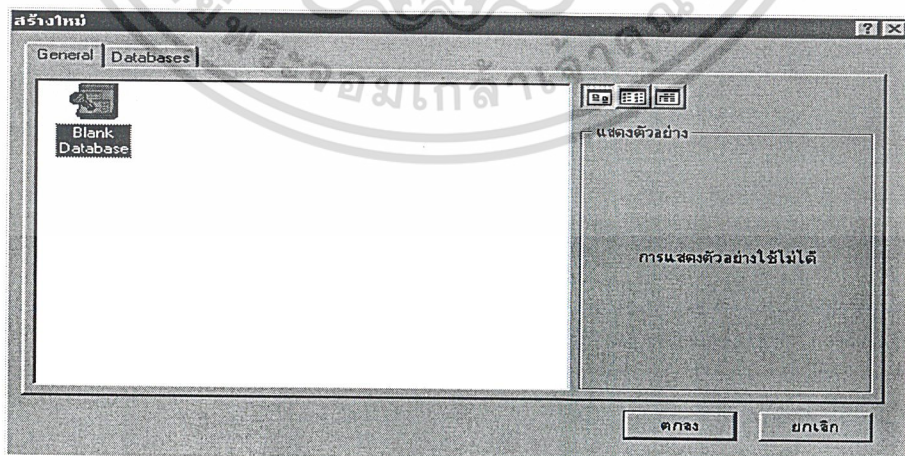 สร้างใหม่
General Databases
Blank
Database
แสดงตัวอย่าง
การแสดงตัวอย่างใช้ไม่ได้
ตกลง ยกเลิก